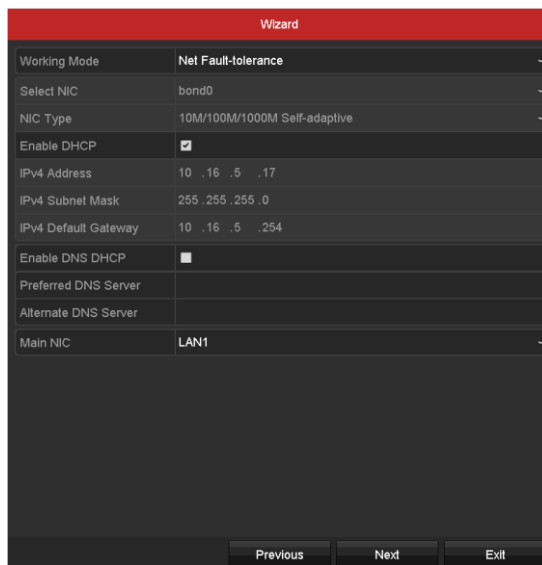 Wizard
Working Mode Net Fault-tolerance
Select NIC bond0
NIC Type 10M/100M/1000M Self-adaptive
Enable DHCP
IPv4 Address 10 .16 .5 .17
IPv4 Subnet Mask 255 .255 .255 .0
IPv4 Default Gateway 10 .16 .5 .254
Enable DNS DHCP
Preferred DNS Server
Alternate DNS Server
Main NIC LAN1
Previous Next Exit